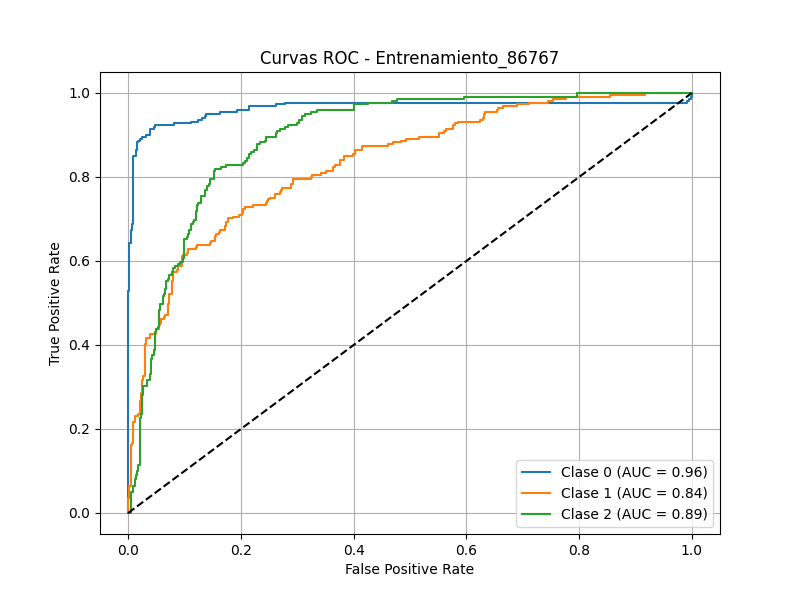 Curvas ROC - Entrenamiento_86767
True Positive Rate
1.0
0.8
0.6
0.4
0.2
0.0
Clase 0 (AUC = 0.96)
Clase 1 (AUC = 0.84)
Clase 2 (AUC = 0.89)
0.0 0.2 0.4 0.6 0.8 1.0
False Positive Rate